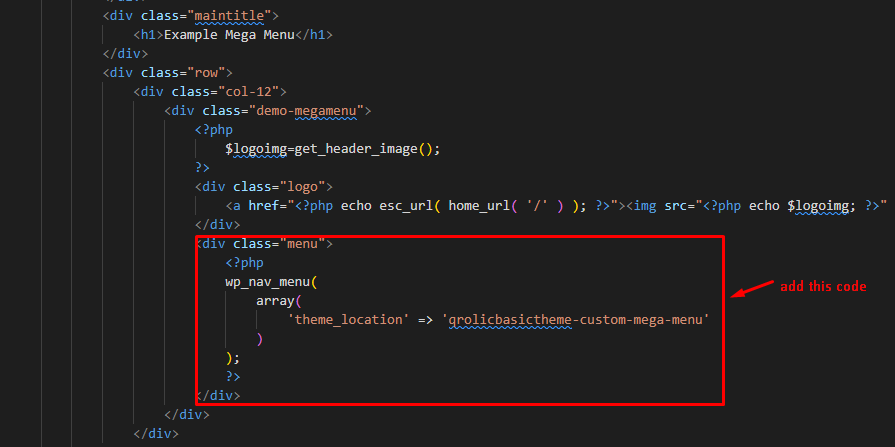 </div>
<div class="maintitle">
<h1>Example Mega Menu</h1>
</div>
<div class="row">
<div class="col-12">
<div class="demo-megamenu">
<?php
$logoimg=get_header_image();
?>
<div class="logo">
<a href="<?php echo esc_url( home_url( '/' ) ); ?>"><img src="<?php echo $logoimg; ?>"
</div>
<div class="menu">
<?php
wp_nav_menu(
array(
'theme_location' => 'qrolicbasictheme-custom-mega-menu'
)
);
?>
</div>
</div>
</div>
add this code